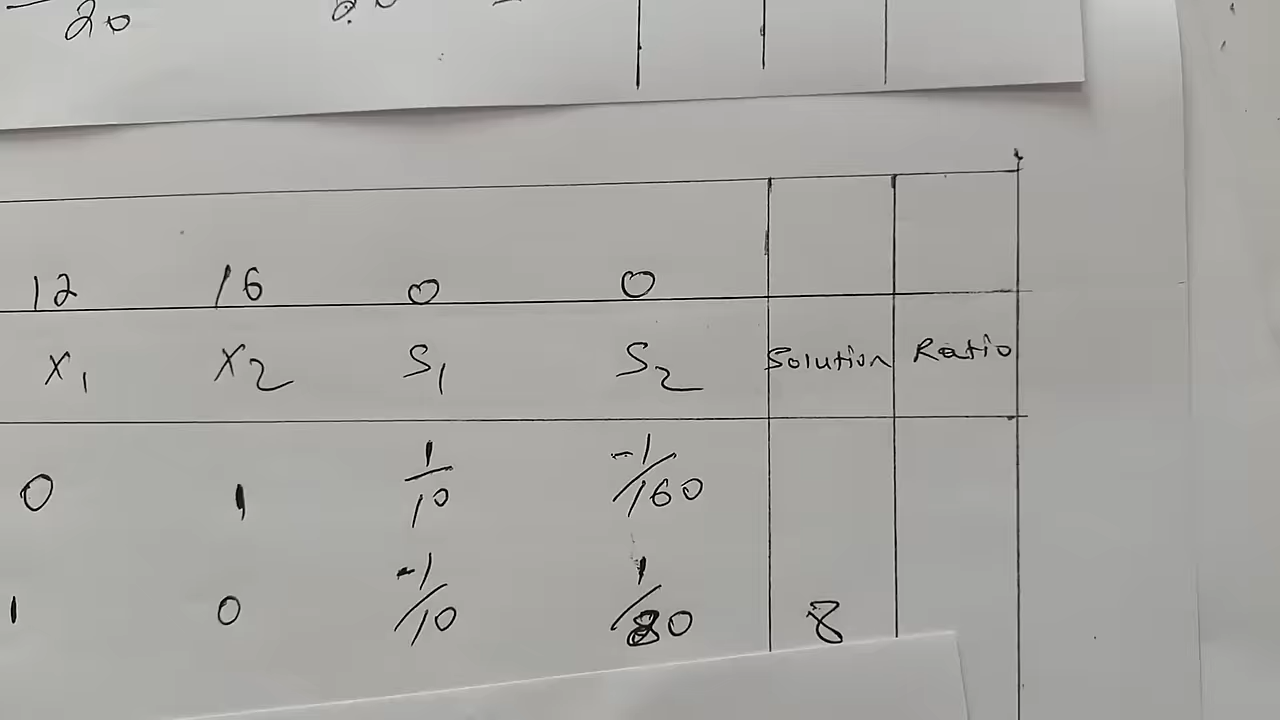 20
12 16 0 0
X1 X2 S1 S2 Solution Ratio
0 1 1/10 -1/160
1 0 -1/10 1/80 8